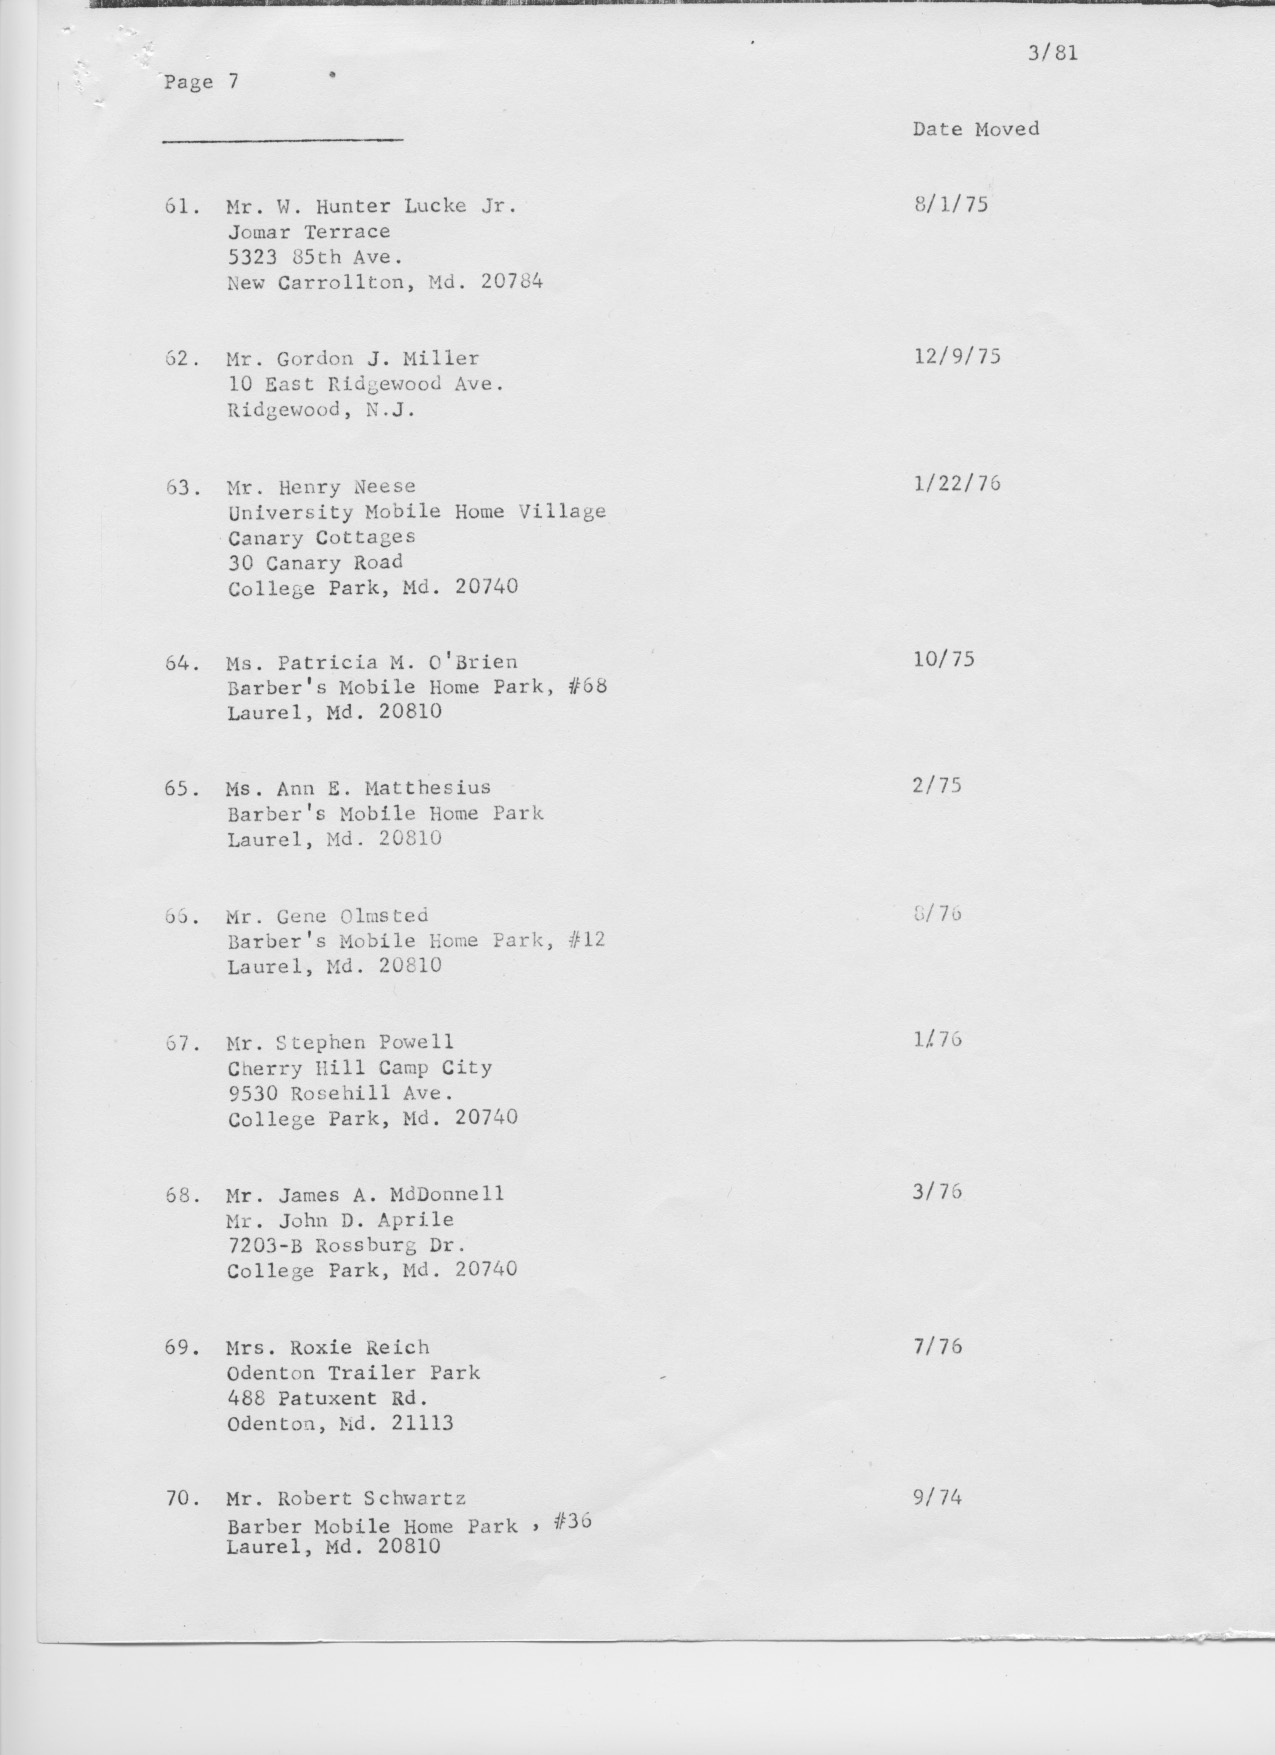 3/81
Page 7
Date Moved
61. Mr. W. Hunter Lucke Jr. 8/1/75
Jomar Terrace
5323 85th Ave.
New Carrollton, Md. 20784
62. Mr. Gordon J. Miller 12/9/75
10 East Ridgewood Ave.
Ridgewood, N.J.
63. Mr. Henry Neese 1/22/76
University Mobile Home Village
Canary Cottages
30 Canary Road
College Park, Md. 20740
64. Ms. Patricia M. O'Brien 10/75
Barber's Mobile Home Park, #68
Laurel, Md. 20810
65. Ms. Ann E. Matthesius 2/75
Barber's Mobile Home Park
Laurel, Md. 20810
66. Mr. Gene Olmsted 8/76
Barber's Mobile Home Park, #12
Laurel, Md. 20810
67. Mr. Stephen Powell 1/76
Cherry Hill Camp City
9530 Rosehill Ave.
College Park, Md. 20740
68. Mr. James A. MdDonnell 3/76
Mr. John D. Aprile
7203-B Rossburg Dr.
College Park, Md. 20740
69. Mrs. Roxie Reich 7/76
Odenton Trailer Park
488 Patuxent Rd.
Odenton, Md. 21113
70. Mr. Robert Schwartz 9/74
Barber Mobile Home Park , #36
Laurel, Md. 20810